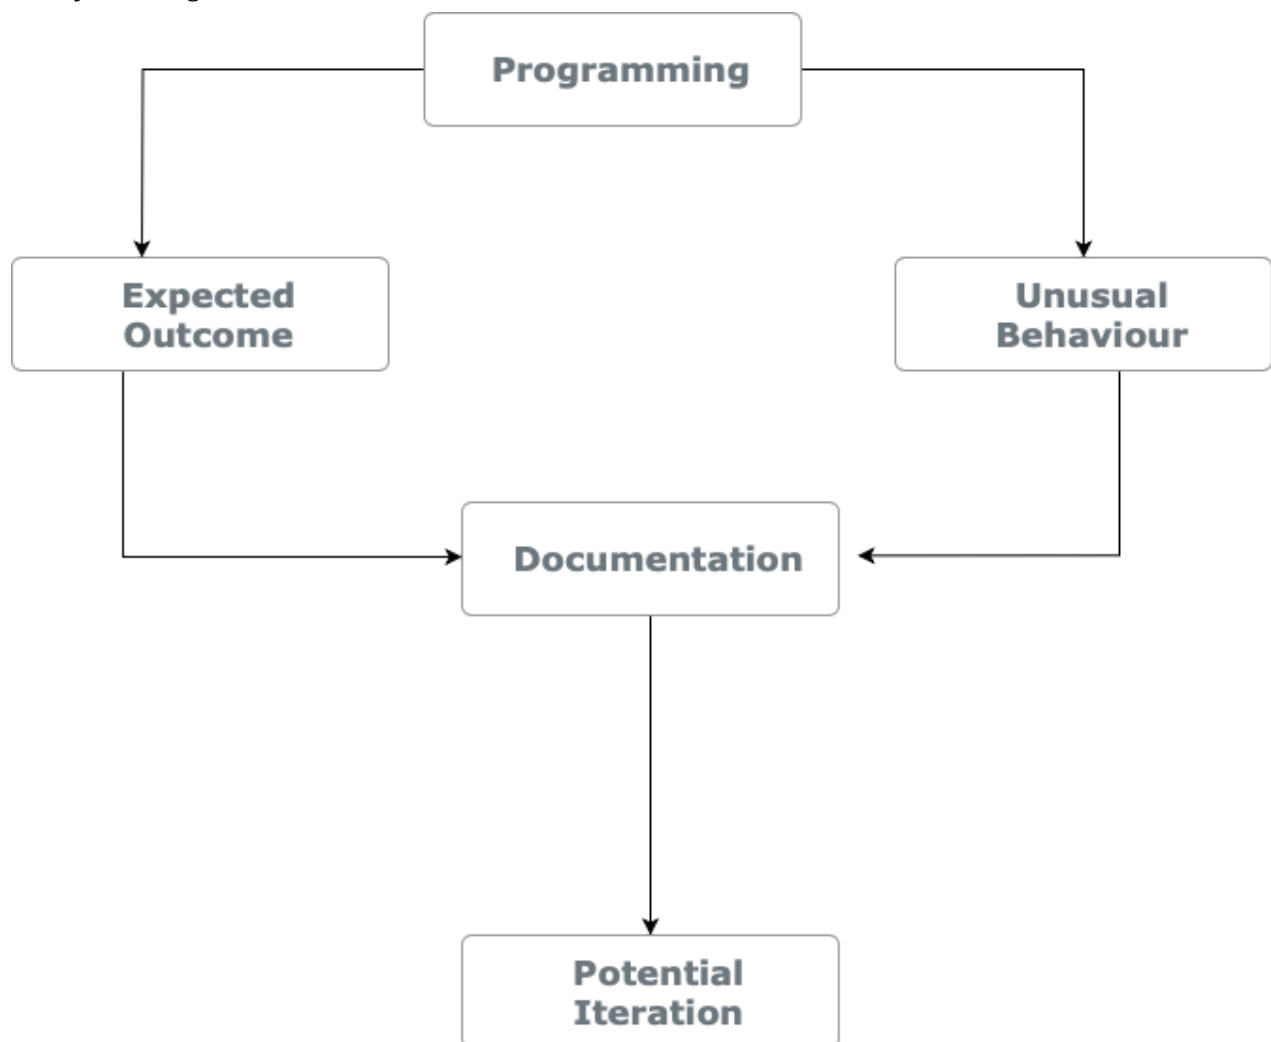 Programming
Expected
Outcome
Unusual
Behaviour
Documentation
Potential
Iteration